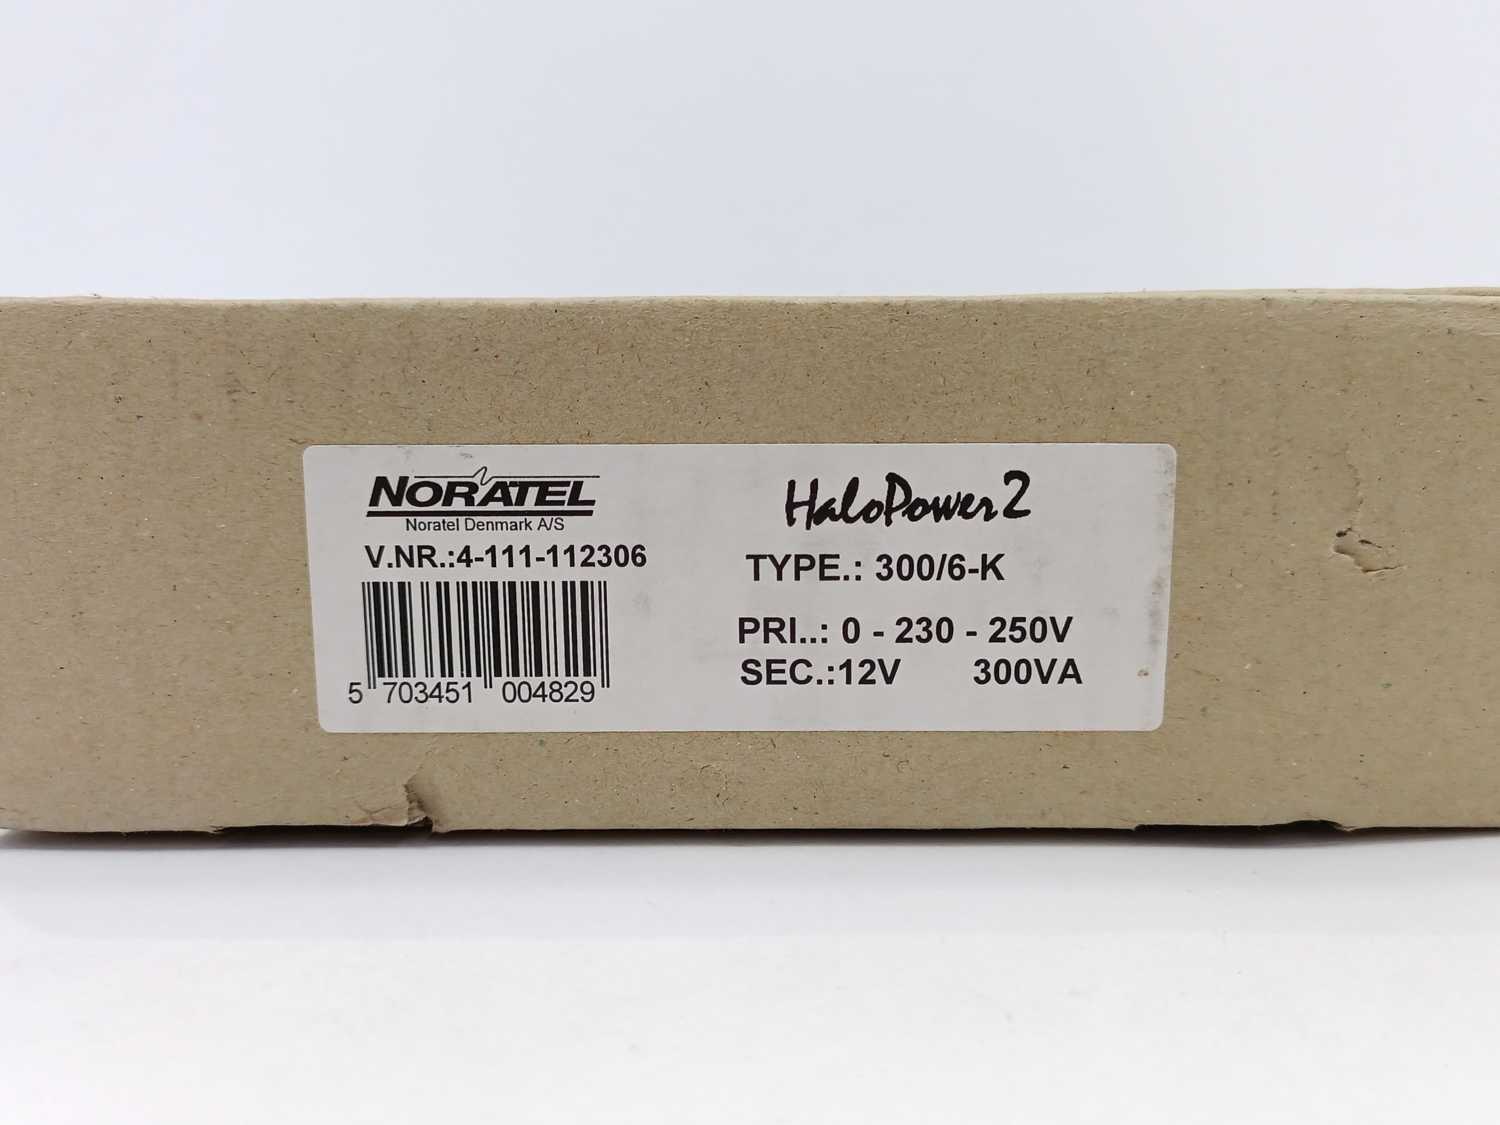 NORATEL
Noratel Denmark A/S
V.NR.:4-111-112306
5 703451 004829
HaloPower2
TYPE.: 300/6-K
PRI..: 0 - 230 - 250V
SEC.:12V 300VA